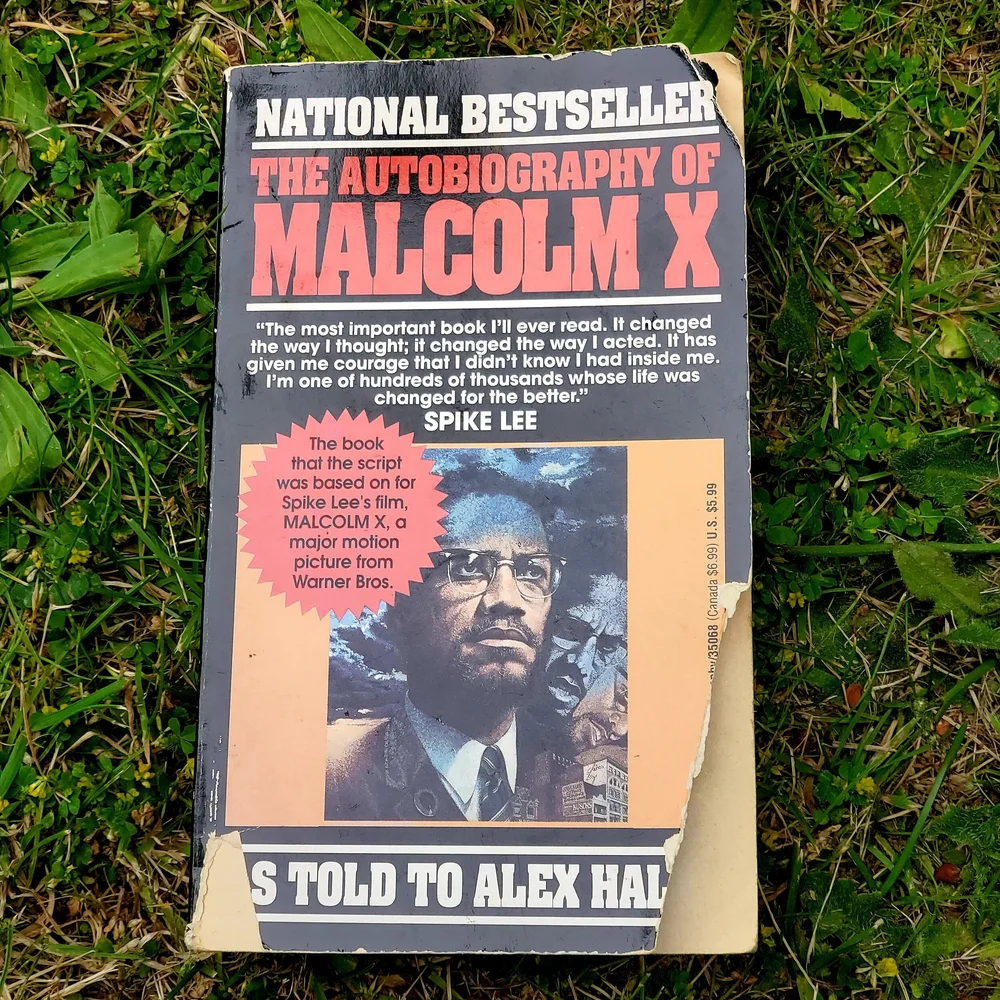 NATIONAL BESTSELLER
THE AUTOBIOGRAPHY OF
MALCOLM X
“The most important book I’ll ever read. It changed
the way I thought; it changed the way I acted. It has
given me courage that I didn’t know I had inside me.
I’m one of hundreds of thousands whose life was
changed for the better.”
SPIKE LEE
The book
that the script
was based on for
Spike Lee's film,
MALCOLM X, a
major motion
picture from
Warner Bros.
/35068 (Canada $6.99) U.S. $5.99
S TOLD TO ALEX HAL